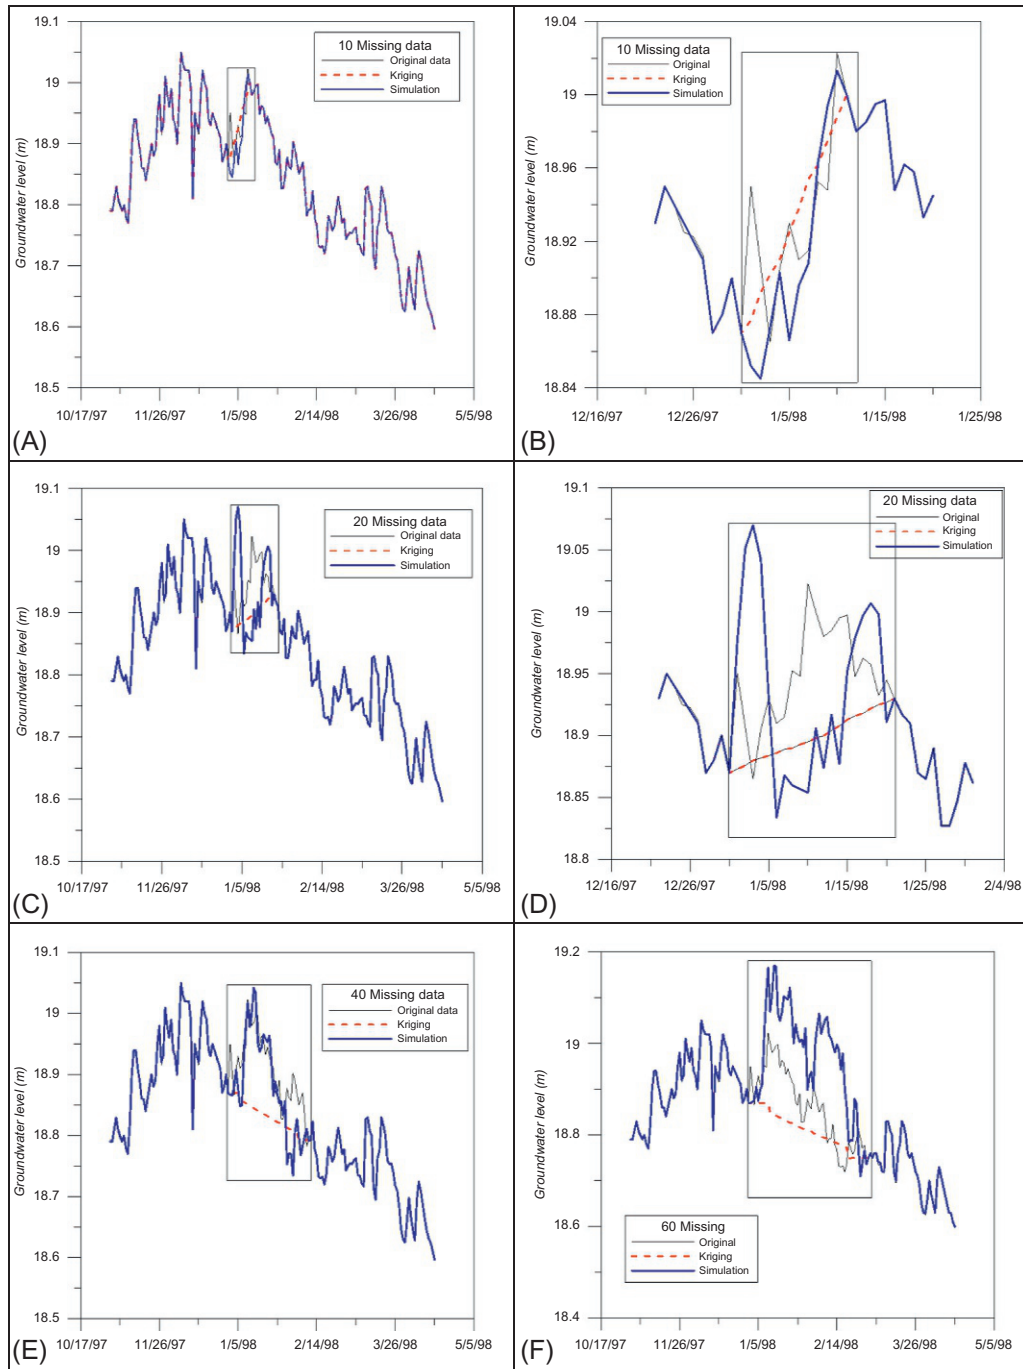 19.1
19
18.9
18.8
18.7
18.6
18.5
Groundwater level (m)
10 Missing data
Original data
Kriging
Simulation
10/17/97 11/26/97 1/5/98 2/14/98 3/26/98 5/5/98
(A)
19.04
19
18.96
18.92
18.88
18.84
Groundwater level (m)
10 Missing data
Original
Kriging
Simulation
12/16/97 12/26/97 1/5/98 1/15/98 1/25/98
(B)
19.1
19
18.9
18.8
18.7
18.6
18.5
Groundwater level (m)
20 Missing data
Original data
Kriging
Simulation
10/17/97 11/26/97 1/5/98 2/14/98 3/26/98 5/5/98
(C)
19.1
19.05
19
18.95
18.9
18.85
18.8
Groundwater level (m)
20 Missing data
Original
Kriging
Simulation
12/16/97 12/26/97 1/5/98 1/15/98 1/25/98 2/4/98
(D)
19.1
19
18.9
18.8
18.7
18.6
18.5
Groundwater level (m)
40 Missing data
Original data
Kriging
Simulation
10/17/97 11/26/97 1/5/98 2/14/98 3/26/98 5/5/98
(E)
19.2
19
18.8
18.6
18.4
Groundwater level (m)
60 Missing
Original
Kriging
Simulation
10/17/97 11/26/97 1/5/98 2/14/98 3/26/98 5/5/98
(F)